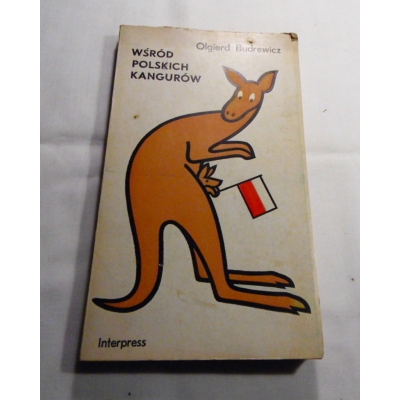 Olgierd Budrewicz
WŚRÓD
POLSKICH
KANGURÓW
Interpress